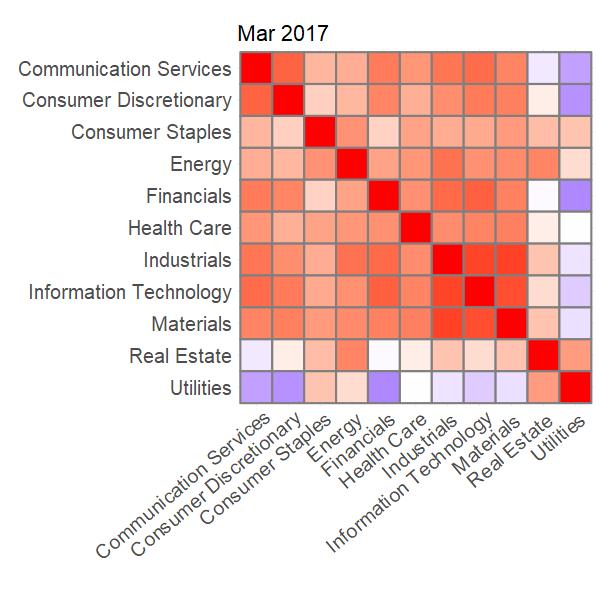 Mar 2017
Communication Services
Consumer Discretionary
Consumer Staples
Energy
Financials
Health Care
Industrials
Information Technology
Materials
Real Estate
Utilities
Communication Services
Consumer Discretionary
Consumer Staples
Energy
Financials
Health Care
Industrials
Information Technology
Materials
Real Estate
Utilities